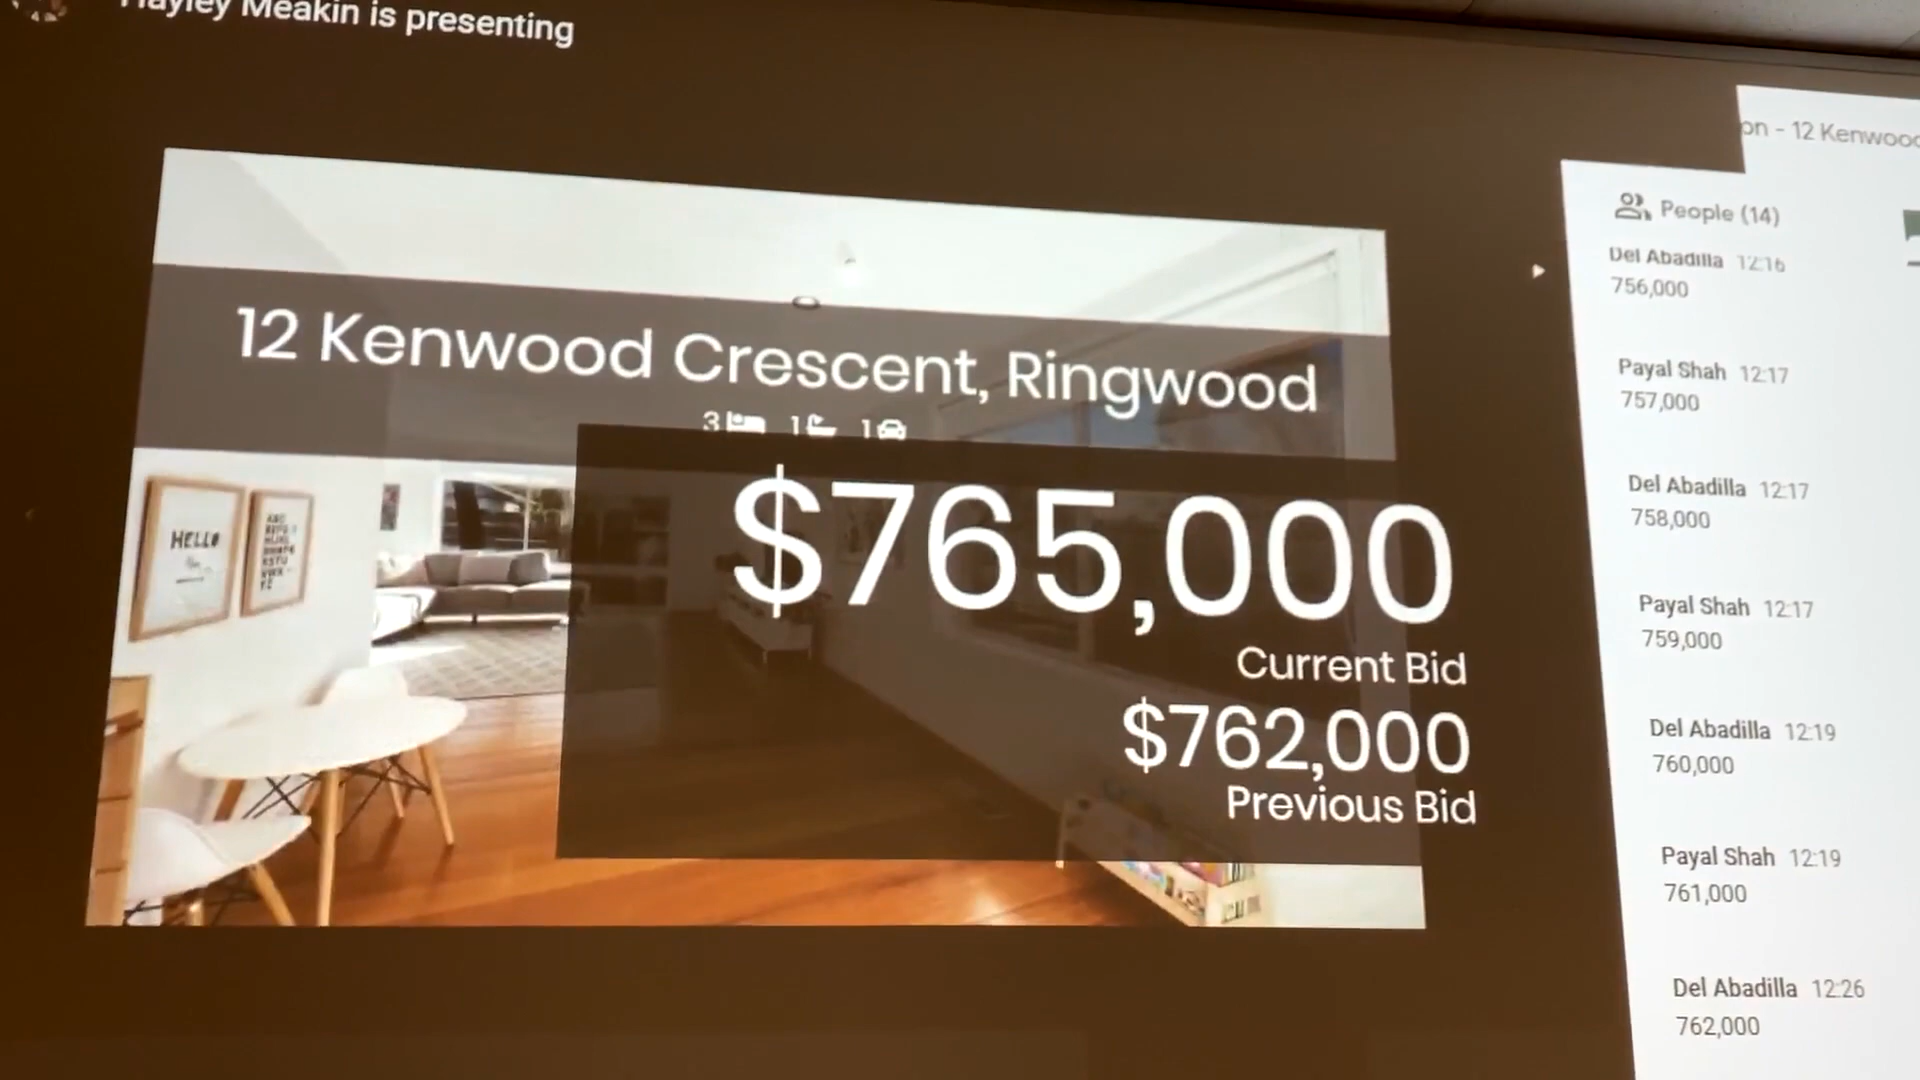 Hayley Meakin is presenting
12 Kenwood Crescent, Ringwood
3 1 1
$765,000
Current Bid
$762,000
Previous Bid
HELLO
on - 12 Kenwood
People (14)
Del Abadilla 12:16
756,000
Payal Shah 12:17
757,000
Del Abadilla 12:17
758,000
Payal Shah 12:17
759,000
Del Abadilla 12:19
760,000
Payal Shah 12:19
761,000
Del Abadilla 12:26
762,000